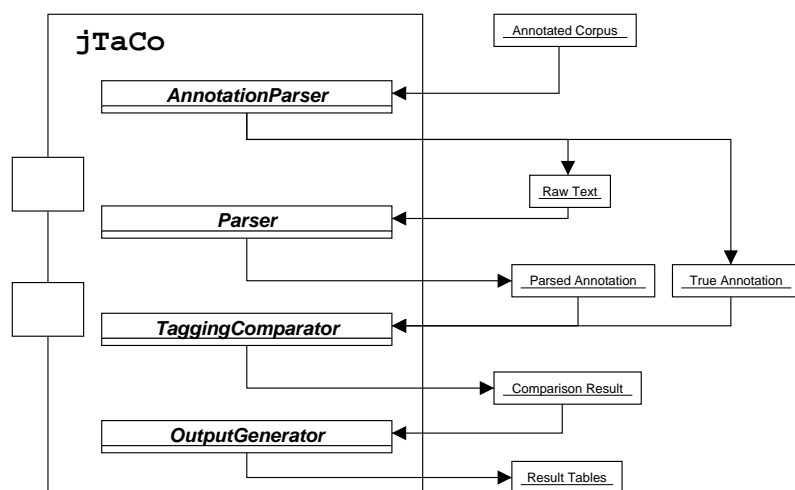 jTaCo
Annotated Corpus
AnnotationParser
Raw Text
Parser
Parsed Annotation
True Annotation
TaggingComparator
Comparison Result
OutputGenerator
Result Tables